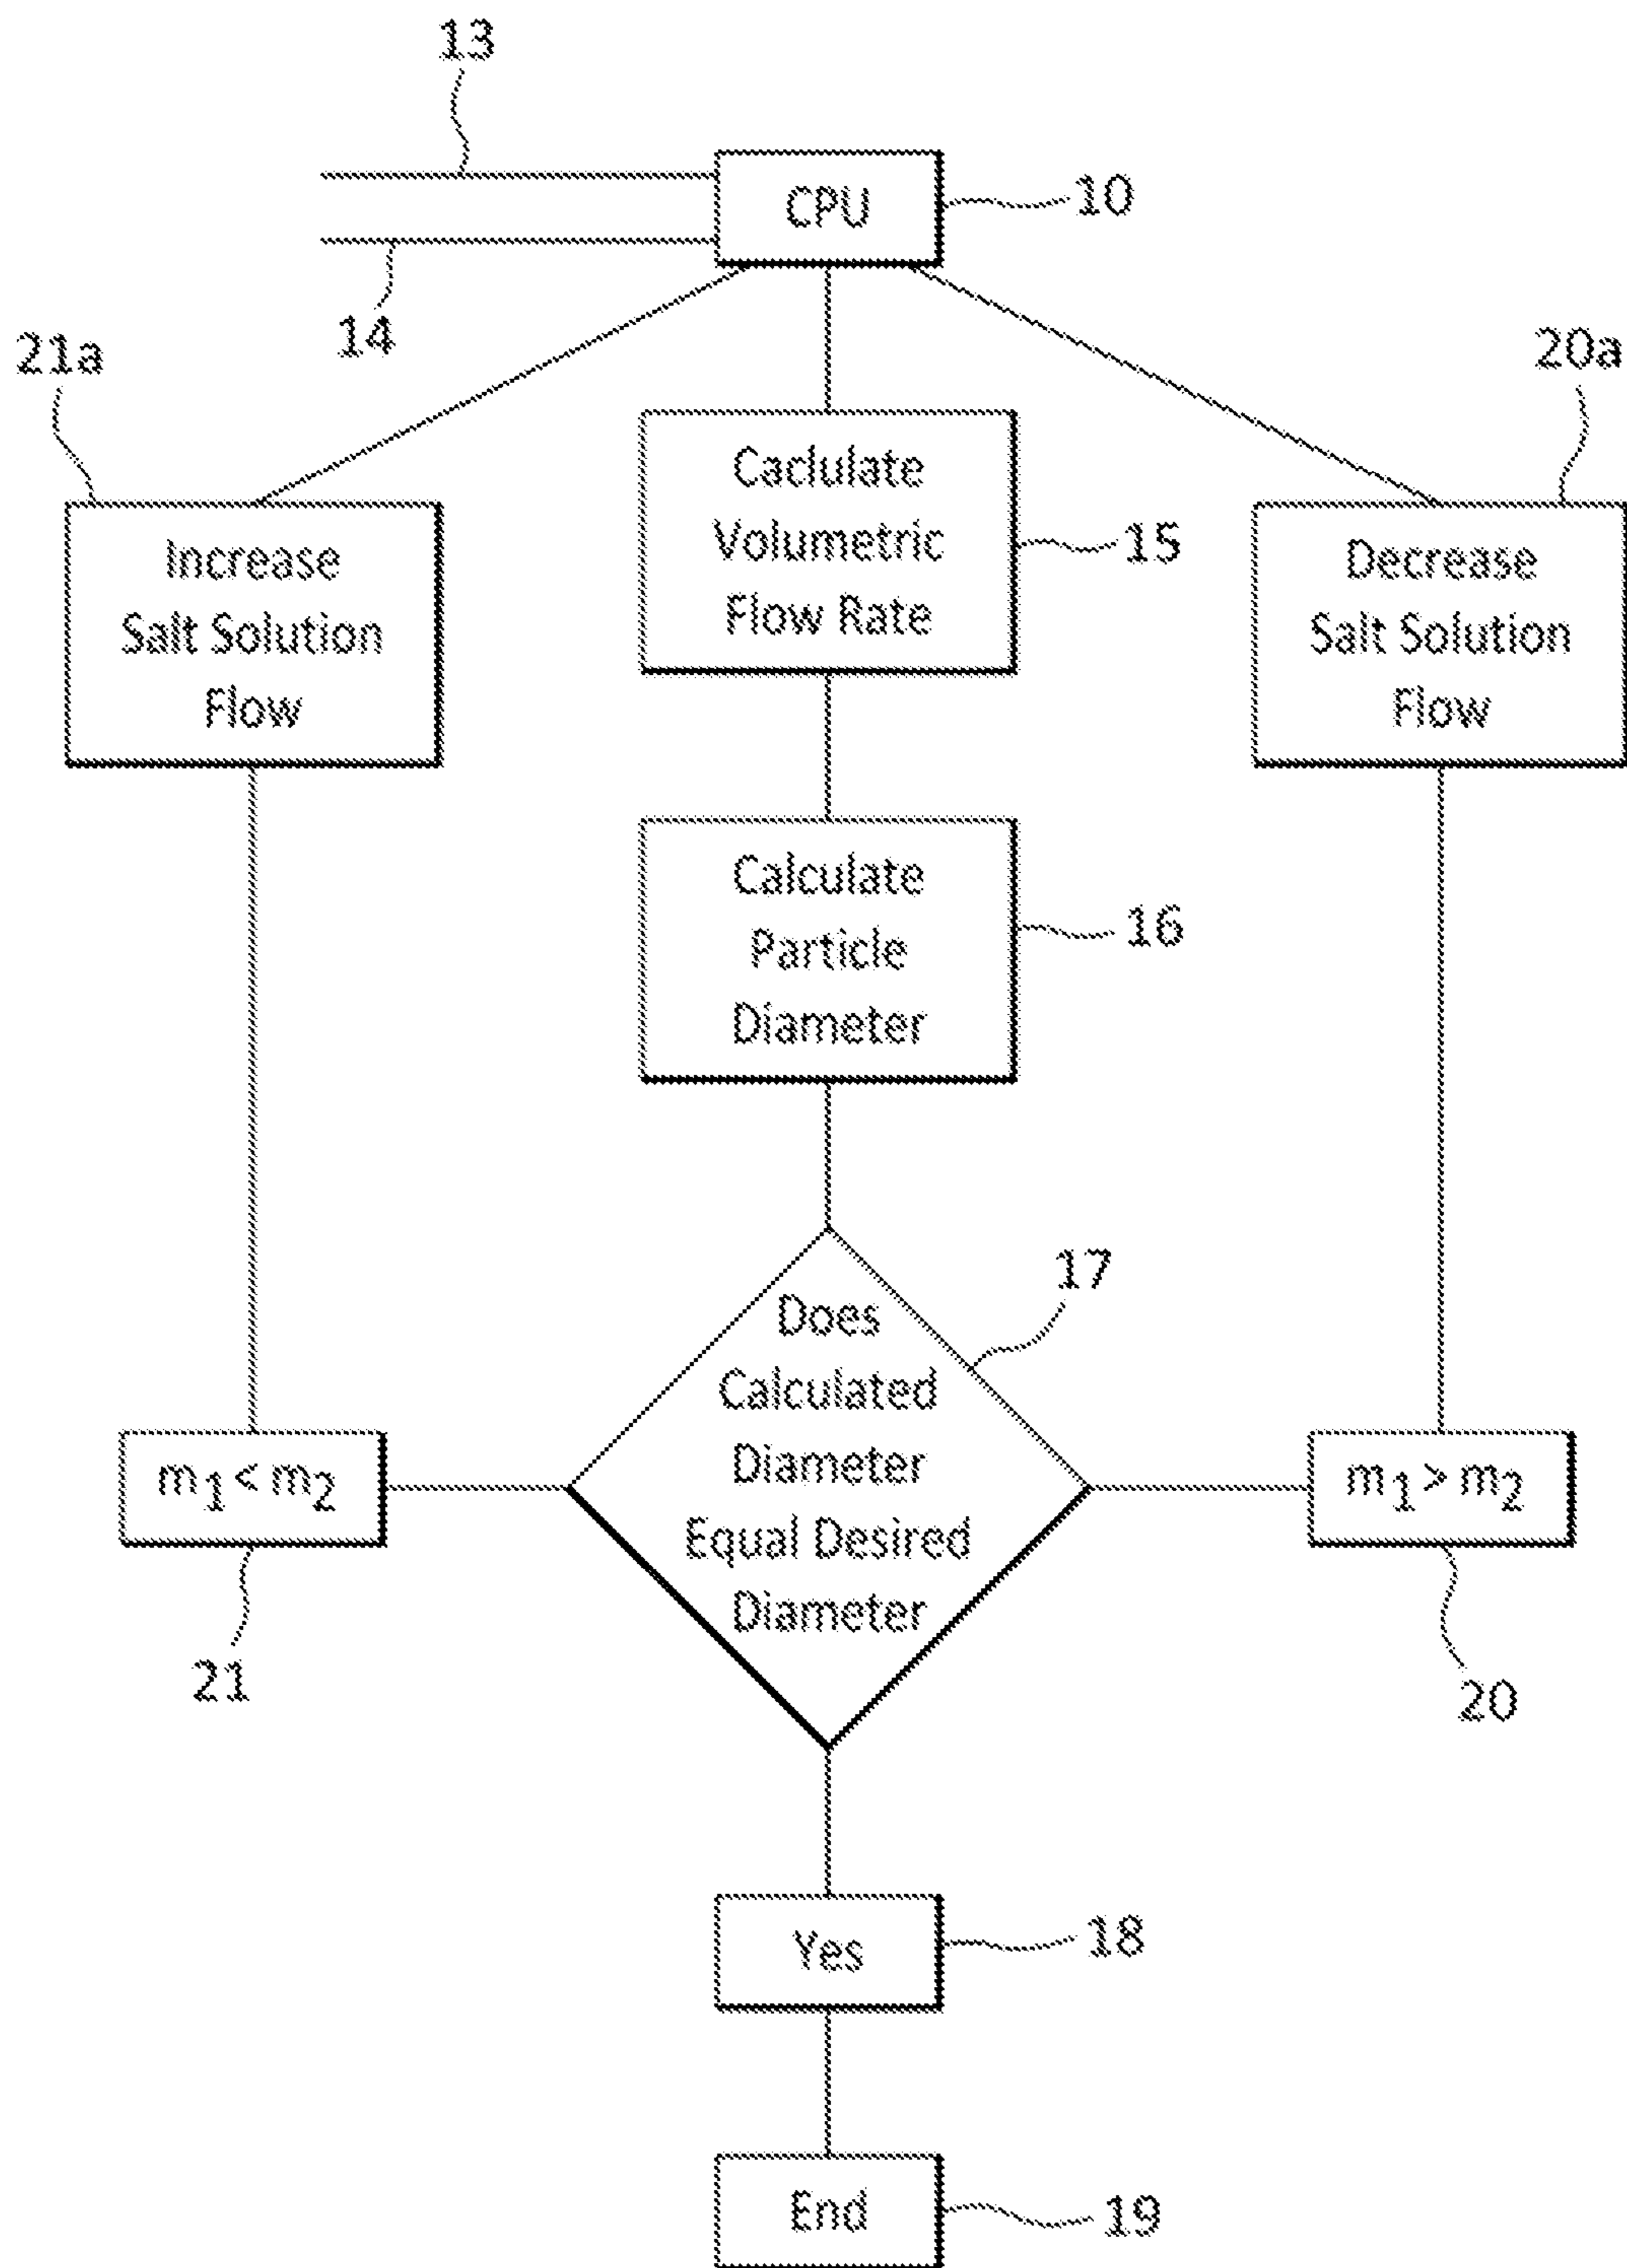 13
CPU
10
14
21a
20a
Caclulate
Volumetric
Flow Rate
15
Increase
Salt Solution
Flow
Decrease
Salt Solution
Flow
Calculate
Particle
Diameter
16
17
Does
Calculated
Diameter
Equal Desired
Diameter
m1 < m2
m1 > m2
21
20
Yes
18
End
19